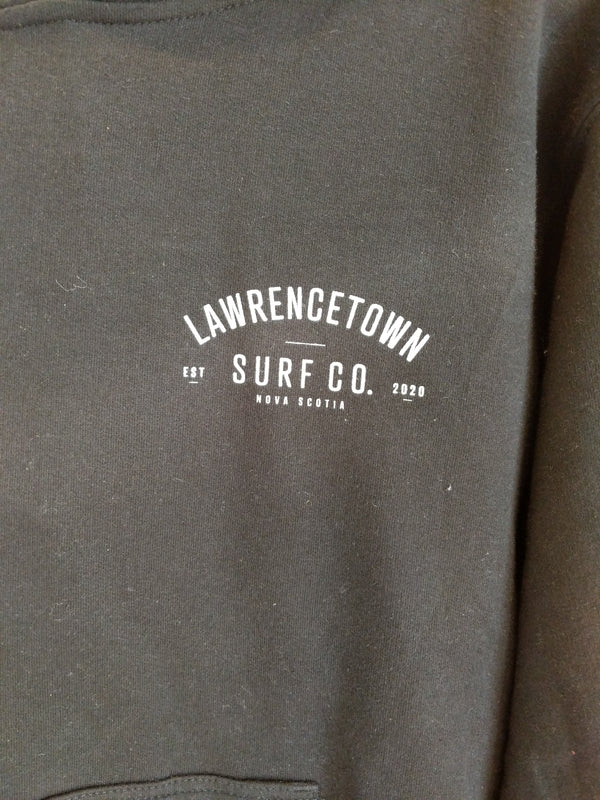 LAWRENCETOWN
EST SURF CO. 2020
NOVA SCOTIA